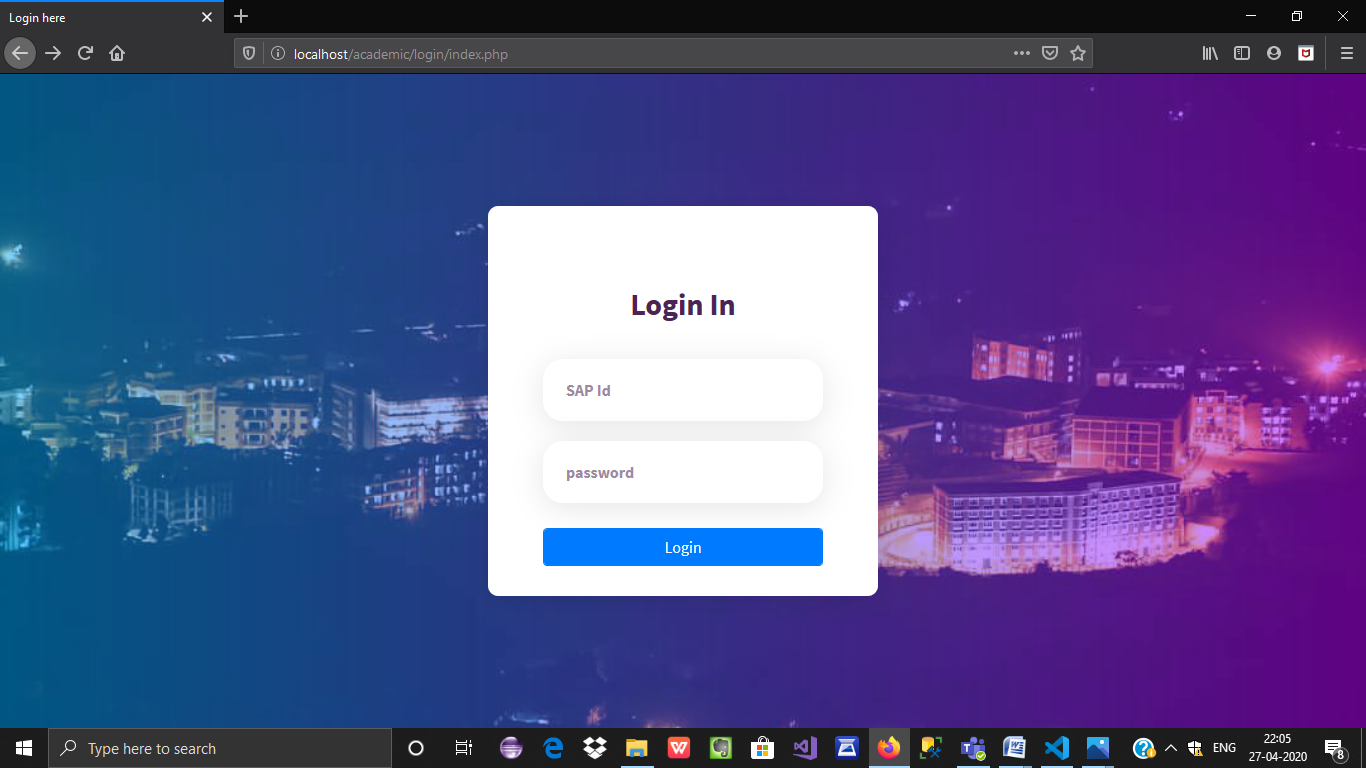 Login here
localhost/academic/login/index.php
Login In
SAP Id
password
Login
Type here to search
ENG
22:05
27-04-2020
8